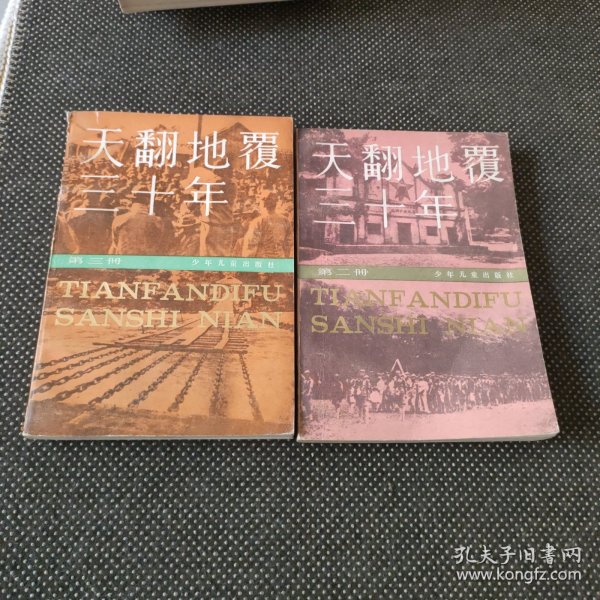 天翻地覆
三十年
第三册
少年儿童出版社
TIANFANDIFU
SANSHI NIAN
天翻地覆
三十年
第二册
少年儿童出版社
TIANFANDIFU
SANSHI NIAN
孔夫子旧書网
www.kongfz.com